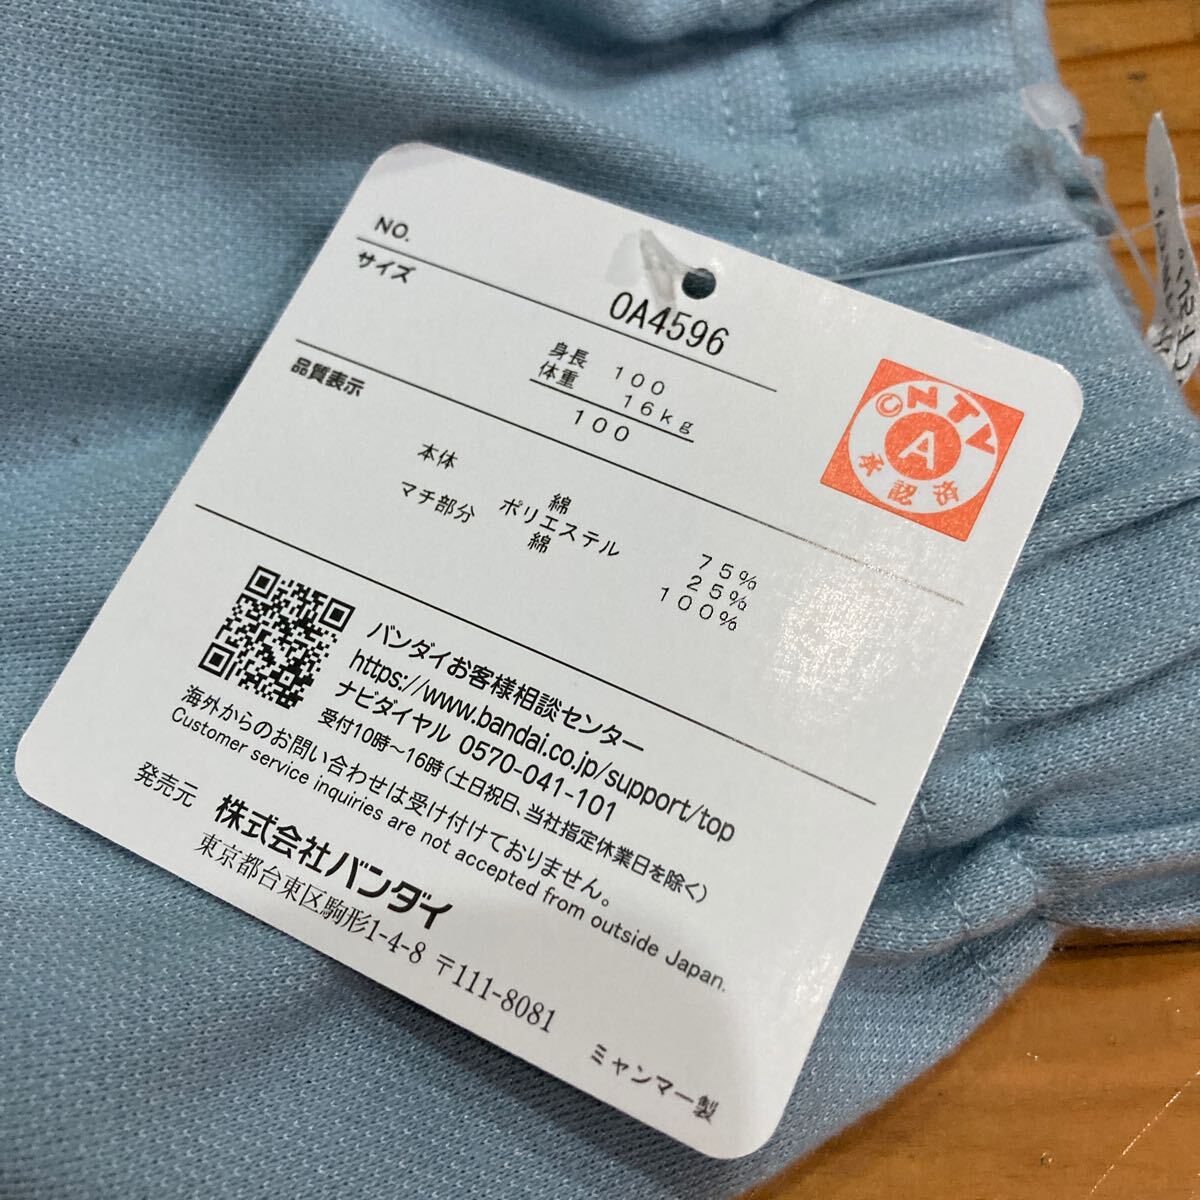 NO.
OA4596
サイズ
身長 100
体重 16kg
100
©NTV
A
承認済
品質表示
本体 綿 75%
ポリエステル 25%
マチ部分 綿 100%
バンダイお客様相談センター
https://www.bandai.co.jp/support/top
ナビダイヤル 0570-041-101
受付10時〜16時(土日祝日、当社指定休業日を除く)
海外からのお問い合わせは受け付けておりません。
Customer service inquiries are not accepted from outside Japan.
発売元 株式会社バンダイ
東京都台東区駒形1-4-8 〒111-8081
ミャンマー製